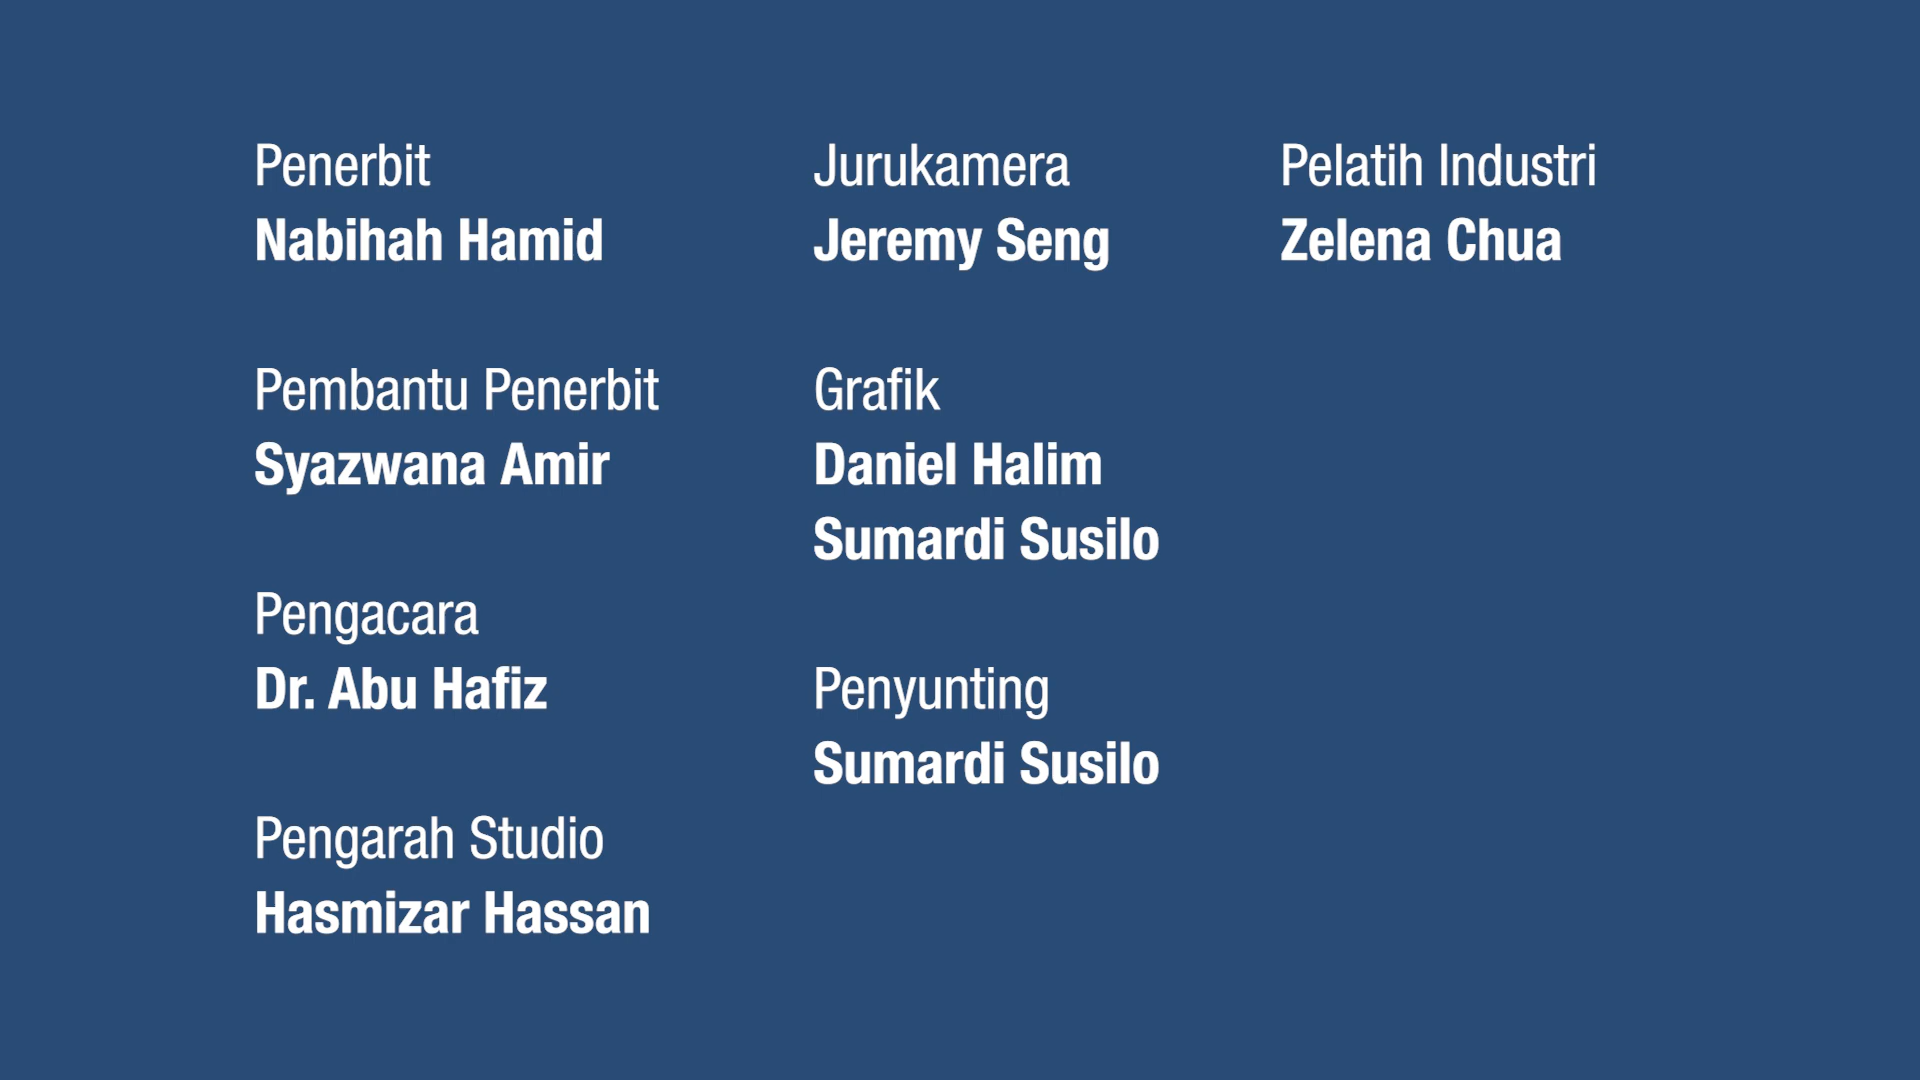 Penerbit
Nabihah Hamid
Pembantu Penerbit
Syazwana Amir
Pengacara
Dr. Abu Hafiz
Pengarah Studio
Hasmizar Hassan
Jurukamera
Jeremy Seng
Grafik
Daniel Halim
Sumardi Susilo
Penyunting
Sumardi Susilo
Pelatih Industri
Zelena Chua